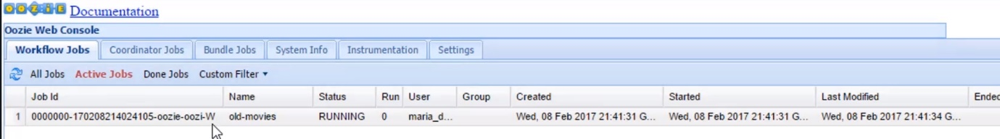 OOZIE Documentation
Oozie Web Console
Workflow Jobs Coordinator Jobs Bundle Jobs System Info Instrumentation Settings
All Jobs Active Jobs Done Jobs Custom Filter
Job Id Name Status Run User Group Created Started Last Modified Ended
1 0000000-170208214024105-oozie-oozi-W old-movies RUNNING 0 maria_d... Wed, 08 Feb 2017 21:41:31 G... Wed, 08 Feb 2017 21:41:31 G... Wed, 08 Feb 2017 21:41:34 G...